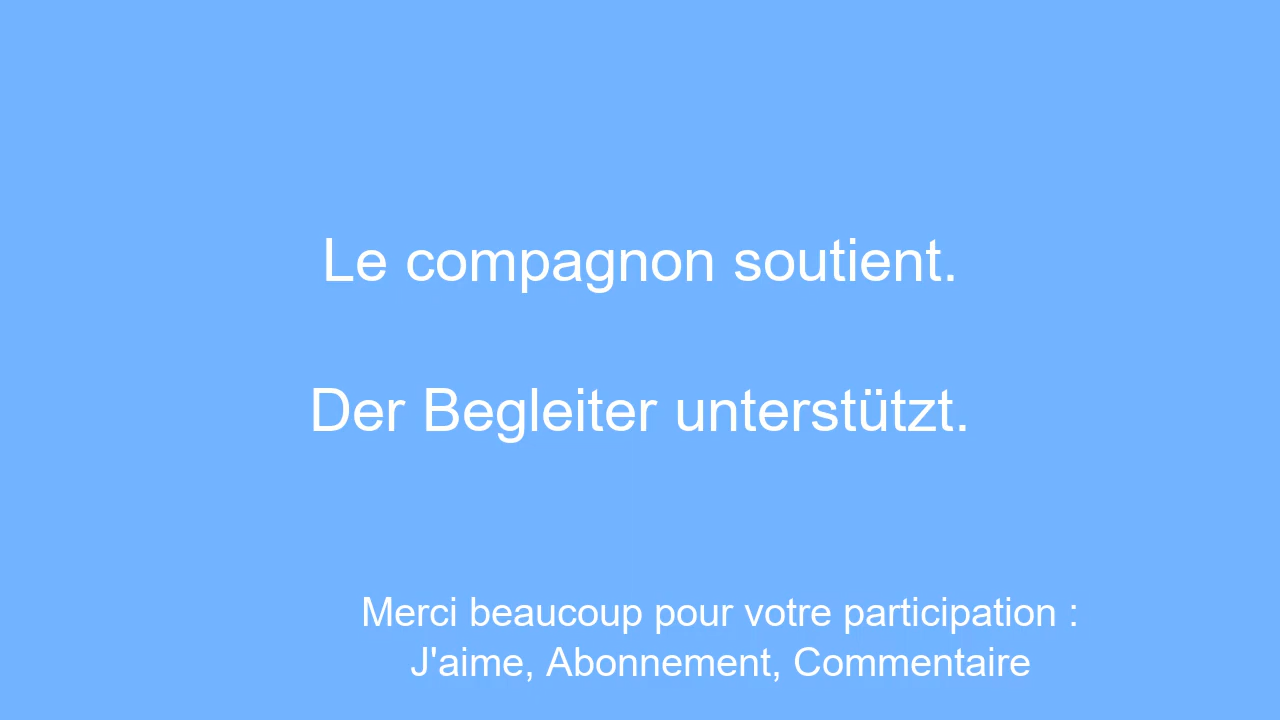 Le compagnon soutient.
Der Begleiter unterstützt.
Merci beaucoup pour votre participation :
J'aime, Abonnement, Commentaire